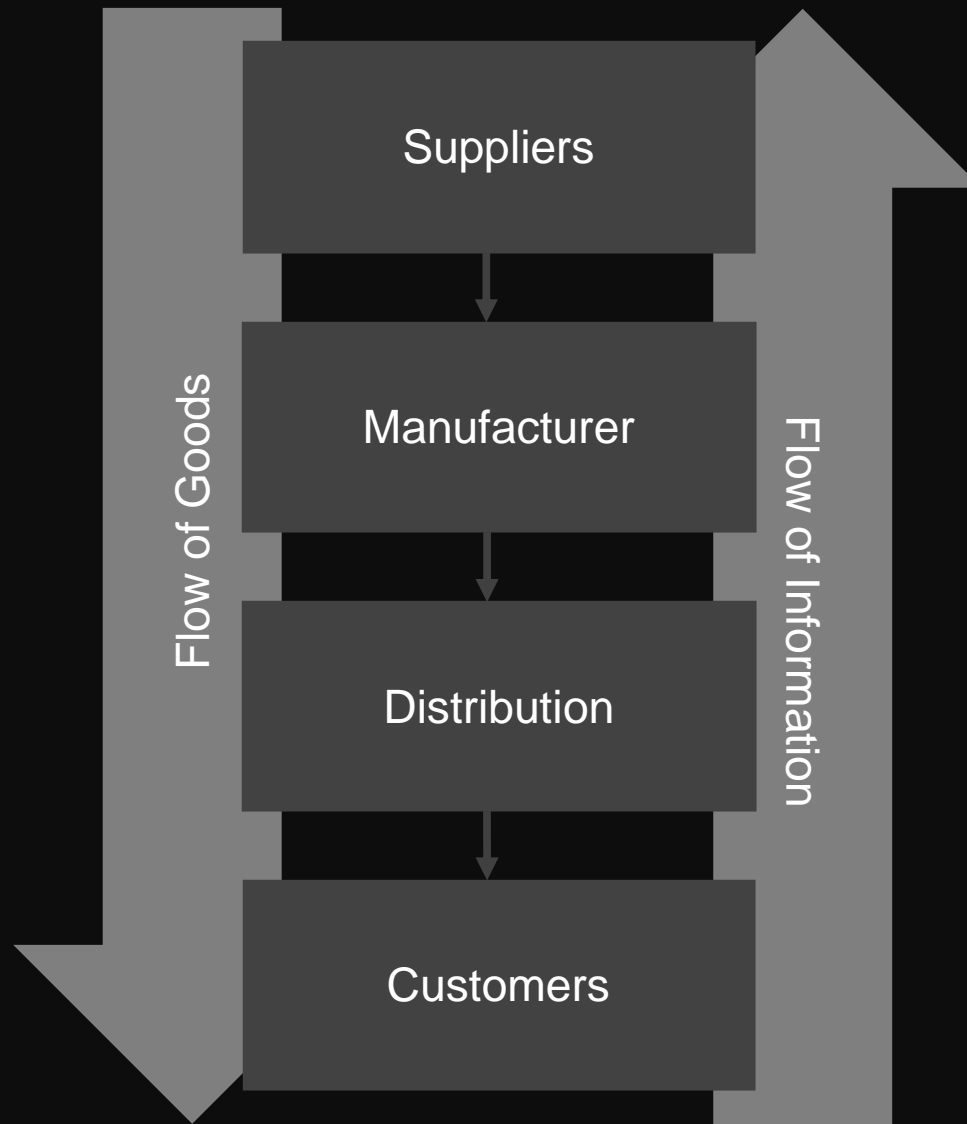 Suppliers
Manufacturer
Flow of Goods
Flow of Information
Distribution
Customers